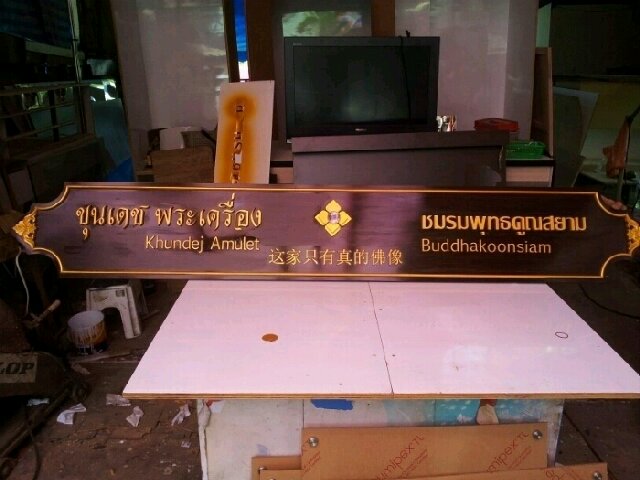 ขุนเดช พระเครื่อง
Khundej Amulet
这家只有真的佛像
ชมรมพุทธคูณสยาม
Buddhakoonsiam